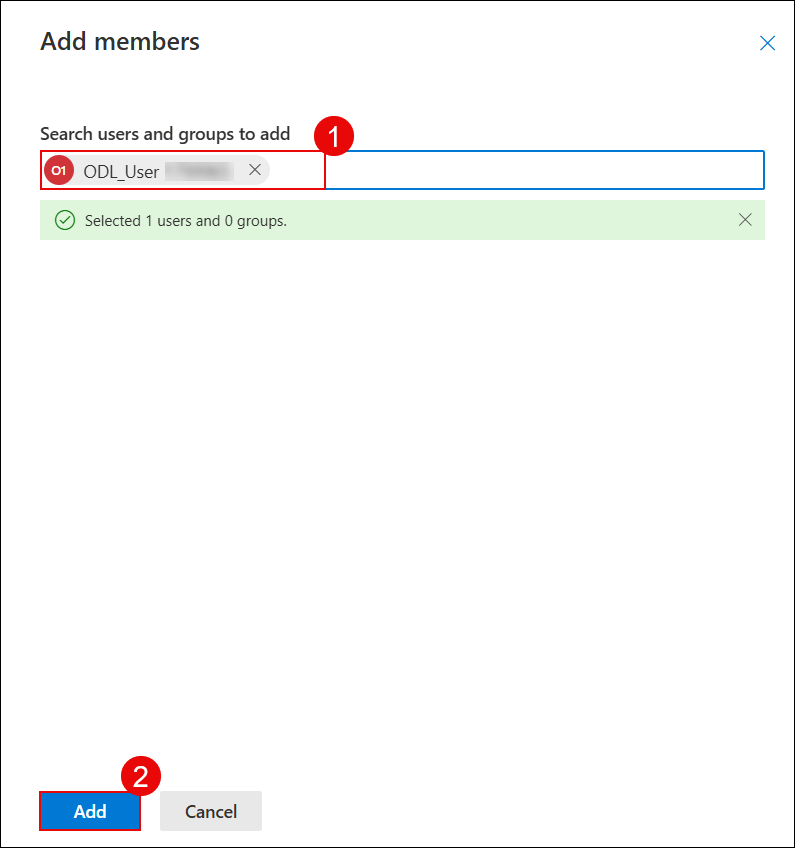 Add members
Search users and groups to add
1
O1 ODL_User
Selected 1 users and 0 groups.
2
Add Cancel